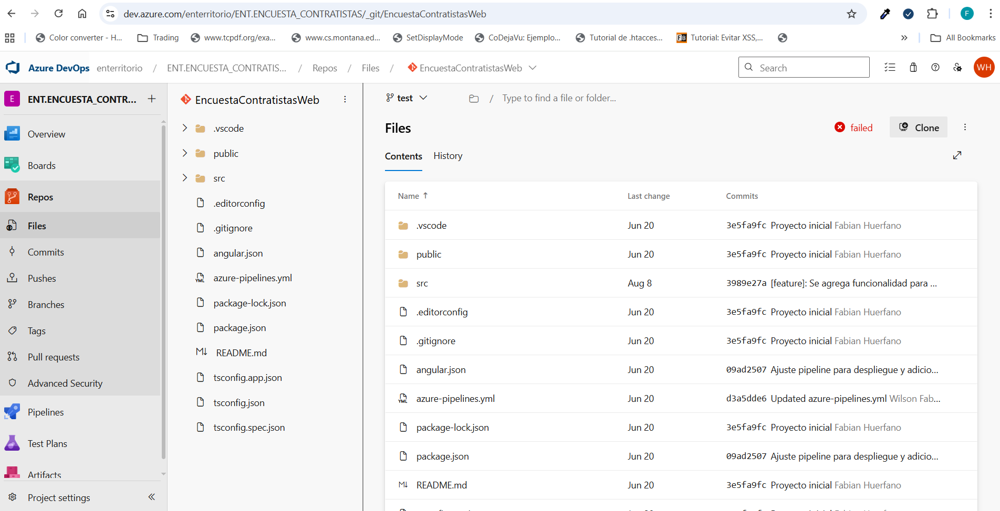 dev.azure.com/enterritorio/ENT.ENCUESTA_CONTRATISTAS/_git/EncuestaContratistasWeb
F
Color converter - H...
Trading
www.tcpdf.org/exa...
www.cs.montana.ed...
SetDisplayMode
CoDejaVu: Ejemplo...
Tutorial de .htacces...
FB
Tutorial: Evitar XSS,...
»
All Bookmarks
Azure DevOps
enterritorio / ENT.ENCUESTA_CONTRATIS... / Repos / Files / EncuestaContratistasWeb
Search
WH
E
ENT.ENCUESTA_CONTR...
Overview
Boards
Repos
Files
Commits
Pushes
Branches
Tags
Pull requests
Advanced Security
Pipelines
Test Plans
Artifacts
Project settings
EncuestaContratistasWeb
.vscode
public
src
.editorconfig
.gitignore
angular.json
YML azure-pipelines.yml
package-lock.json
package.json
M↓ README.md
tsconfig.app.json
tsconfig.json
tsconfig.spec.json
test
/ Type to find a file or folder...
Files
failed
Clone
Contents
History
Name ↑ Last change Commits
.vscode Jun 20 3e5fa9fc Proyecto inicial Fabian Huerfano
public Jun 20 3e5fa9fc Proyecto inicial Fabian Huerfano
src Aug 8 3989e27a [feature]: Se agrega funcionalidad para ...
.editorconfig Jun 20 3e5fa9fc Proyecto inicial Fabian Huerfano
.gitignore Jun 20 3e5fa9fc Proyecto inicial Fabian Huerfano
angular.json Jun 20 09ad2507 Ajuste pipeline para despliegue y adicio...
YML azure-pipelines.yml Jun 20 d3a5dde6 Updated azure-pipelines.yml Wilson Fab...
package-lock.json Jun 20 3e5fa9fc Proyecto inicial Fabian Huerfano
package.json Jun 20 09ad2507 Ajuste pipeline para despliegue y adicio...
M↓ README.md Jun 20 3e5fa9fc Proyecto inicial Fabian Huerfano